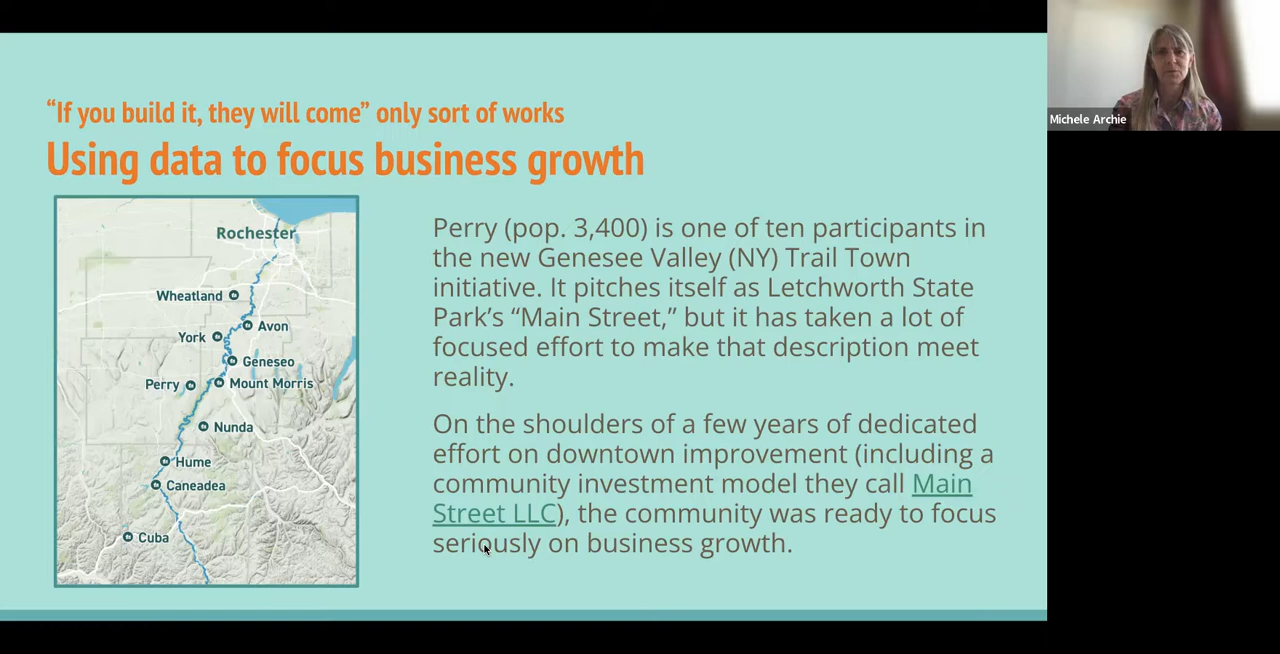 “If you build it, they will come” only sort of works
Using data to focus business growth
Rochester
Wheatland
Avon
York
Geneseo
Perry
Mount Morris
Nunda
Hume
Caneadea
Cuba
Perry (pop. 3,400) is one of ten participants in
the new Genesee Valley (NY) Trail Town
initiative. It pitches itself as Letchworth State
Park’s “Main Street,” but it has taken a lot of
focused effort to make that description meet
reality.
On the shoulders of a few years of dedicated
effort on downtown improvement (including a
community investment model they call Main
Street LLC), the community was ready to focus
seriously on business growth.
Michele Archie